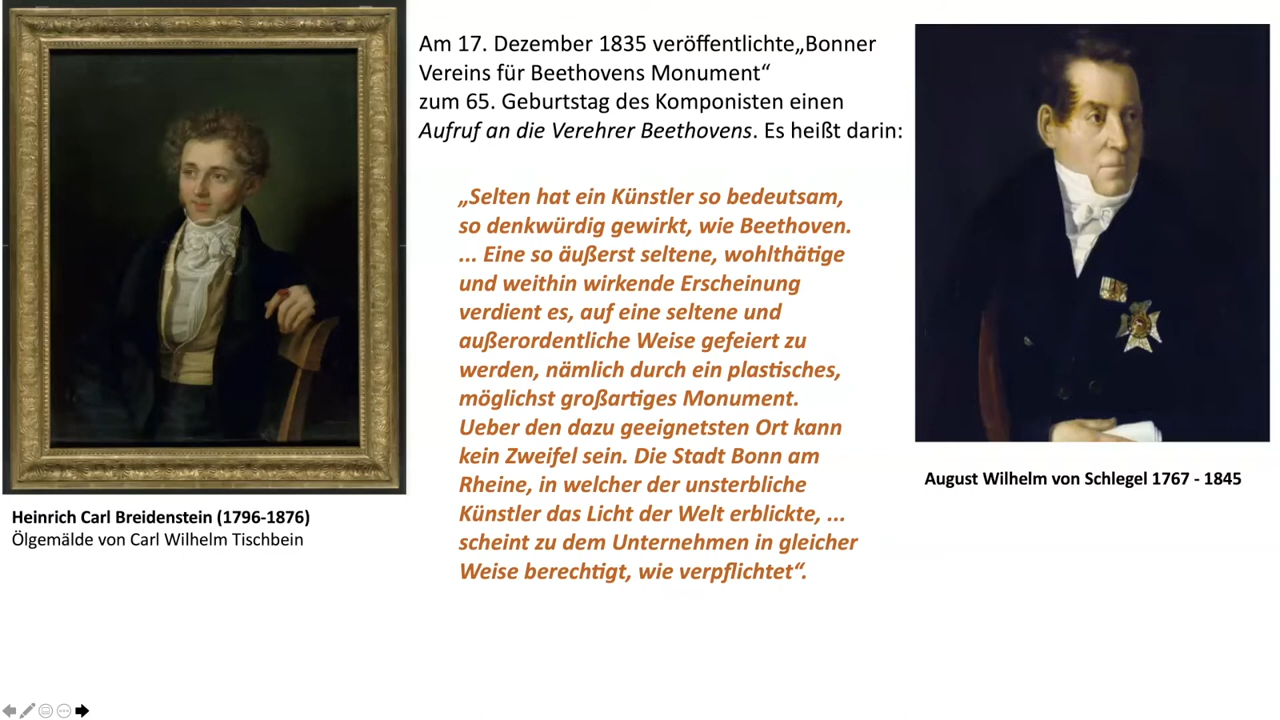 Am 17. Dezember 1835 veröffentlichte„Bonner
Vereins für Beethovens Monument“
zum 65. Geburtstag des Komponisten einen
Aufruf an die Verehrer Beethovens. Es heißt darin:
„Selten hat ein Künstler so bedeutsam,
so denkwürdig gewirkt, wie Beethoven.
... Eine so äußerst seltene, wohlthätige
und weithin wirkende Erscheinung
verdient es, auf eine seltene und
außerordentliche Weise gefeiert zu
werden, nämlich durch ein plastisches,
möglichst großartiges Monument.
Ueber den dazu geeignetsten Ort kann
kein Zweifel sein. Die Stadt Bonn am
Rheine, in welcher der unsterbliche
Künstler das Licht der Welt erblickte, ...
scheint zu dem Unternehmen in gleicher
Weise berechtigt, wie verpflichtet“.
Heinrich Carl Breidenstein (1796-1876)
Ölgemälde von Carl Wilhelm Tischbein
August Wilhelm von Schlegel 1767 - 1845